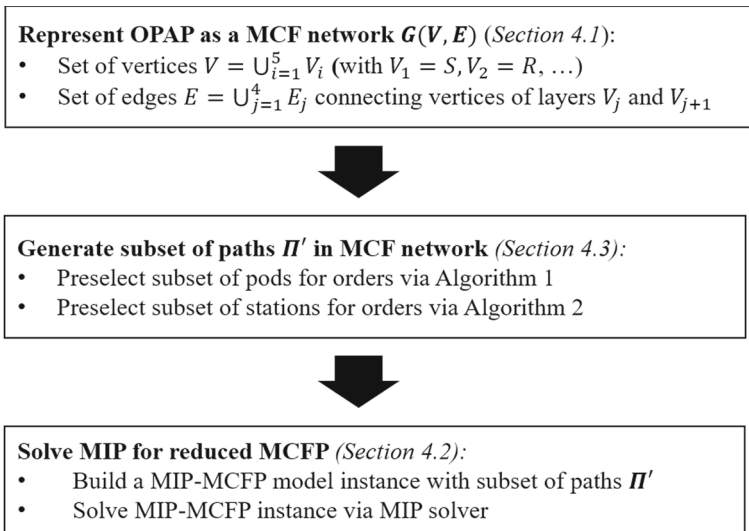 Represent OPAP as a MCF network G(V, E) (Section 4.1):
• Set of vertices V = ⋃⁵ᵢ₌₁ Vᵢ (with V₁ = S, V₂ = R, …)
• Set of edges E = ⋃⁴ⱼ₌₁ Eⱼ connecting vertices of layers Vⱼ and Vⱼ₊₁
Generate subset of paths Π′ in MCF network (Section 4.3):
• Preselect subset of pods for orders via Algorithm 1
• Preselect subset of stations for orders via Algorithm 2
Solve MIP for reduced MCFP (Section 4.2):
• Build a MIP-MCFP model instance with subset of paths Π′
• Solve MIP-MCFP instance via MIP solver